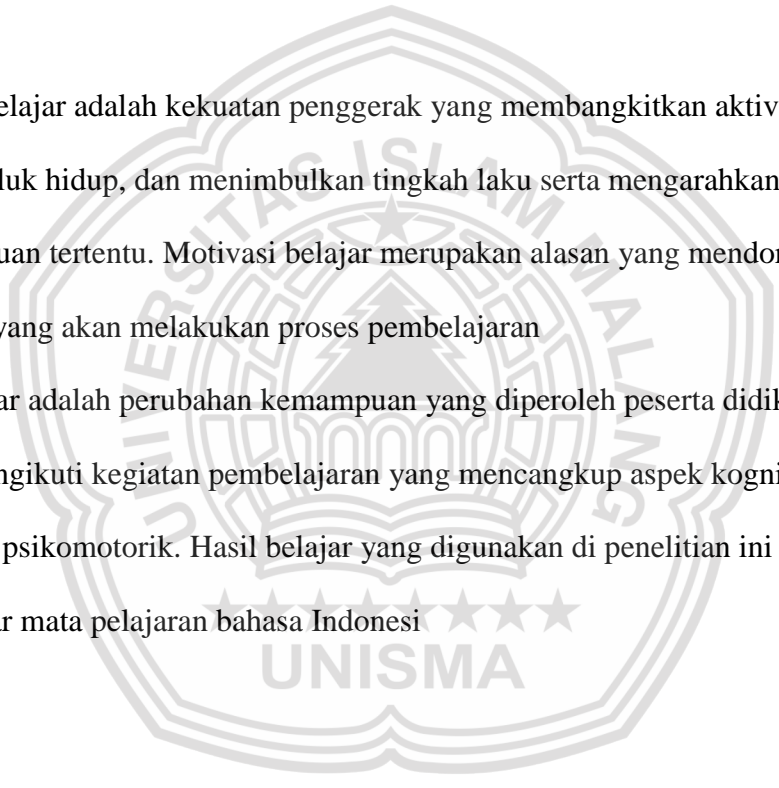 elajar adalah kekuatan penggerak yang membangkitkan aktiv
luk hidup, dan menimbulkan tingkah laku serta mengarahkan
uan tertentu. Motivasi belajar merupakan alasan yang mendor
yang akan melakukan proses pembelajaran
ar adalah perubahan kemampuan yang diperoleh peserta didik
ngikuti kegiatan pembelajaran yang mencangkup aspek kogni
psikomotorik. Hasil belajar yang digunakan di penelitian ini
ar mata pelajaran bahasa Indonesi
UNIVERSITAS ISLAM MALANG
UNISMA